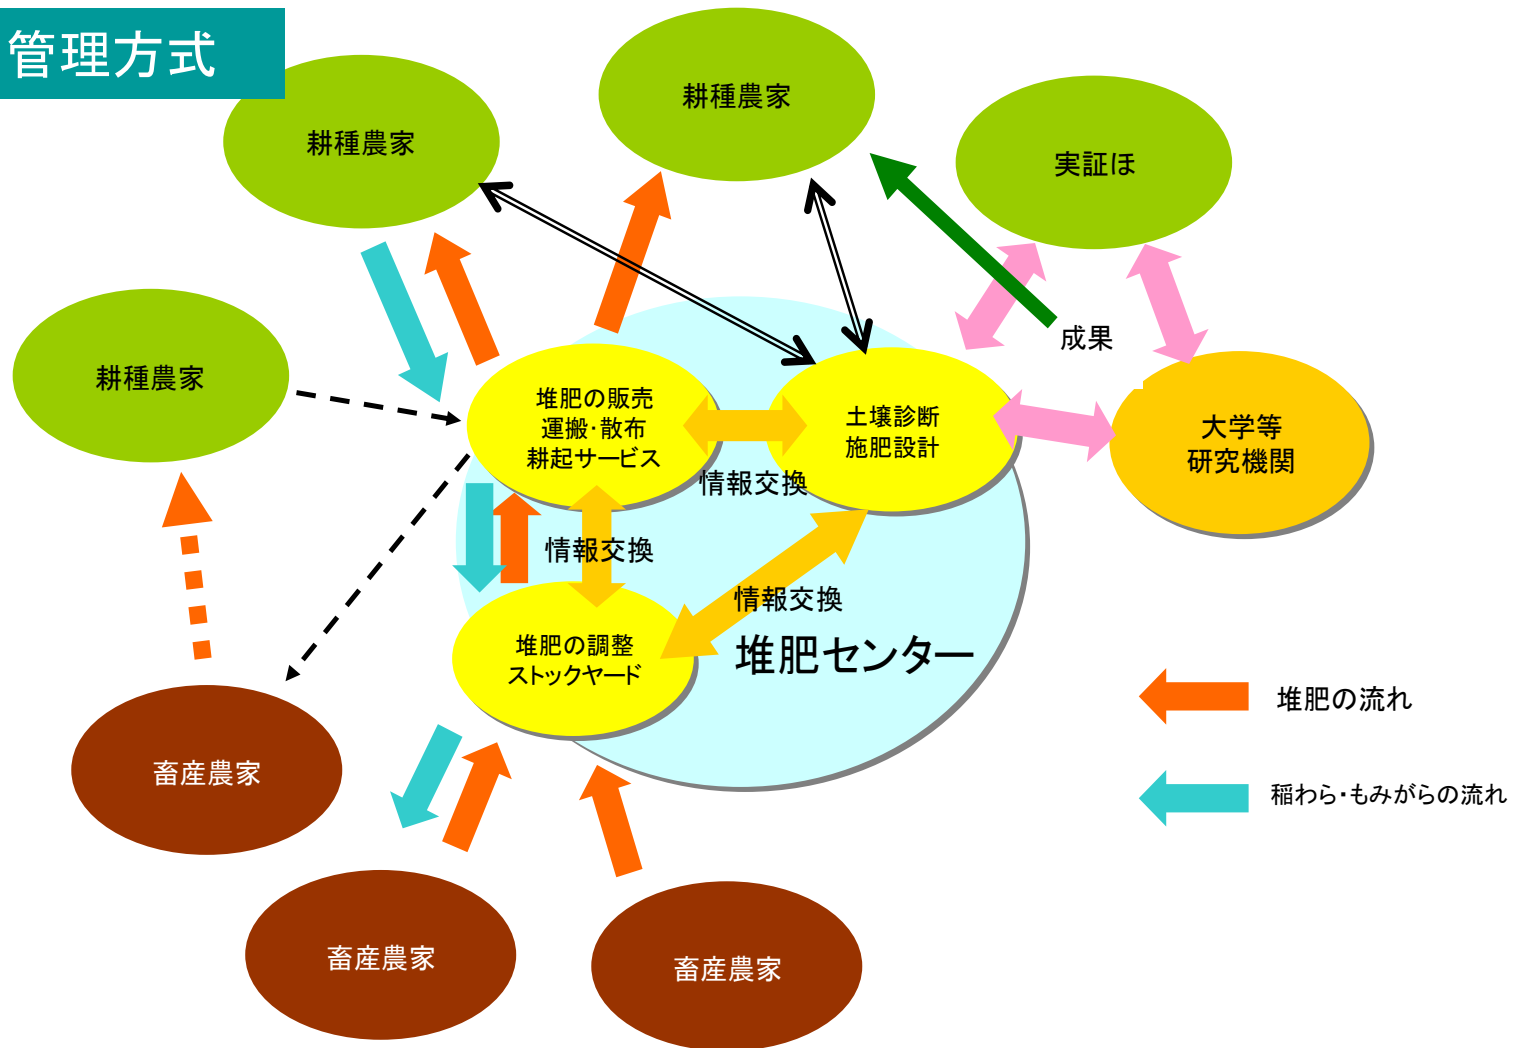 管理方式
耕種農家
耕種農家
実証ほ
耕種農家
成果
堆肥の販売
運搬・散布
耕起サービス
土壌診断
施肥設計
大学等
研究機関
情報交換
情報交換
情報交換
堆肥の調整
ストックヤード
堆肥センター
堆肥の流れ
稲わら・もみがらの流れ
畜産農家
畜産農家
畜産農家